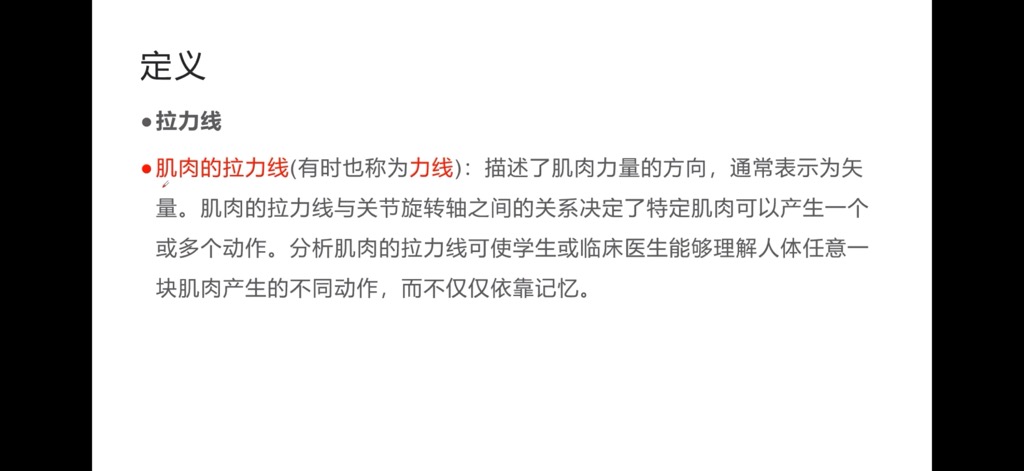 定义
•拉力线
•肌肉的拉力线(有时也称为力线)：描述了肌肉力量的方向，通常表示为矢
量。肌肉的拉力线与关节旋转轴之间的关系决定了特定肌肉可以产生一个
或多个动作。分析肌肉的拉力线可使学生或临床医生能够理解人体任意一
块肌肉产生的不同动作，而不仅仅依靠记忆。